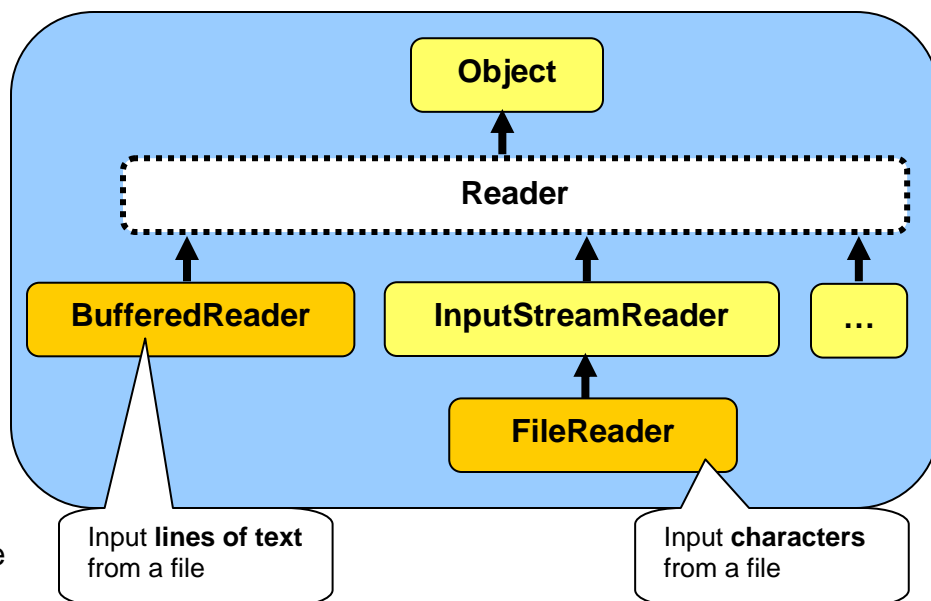 Object
Reader
BufferedReader
InputStreamReader
...
FileReader
Input lines of text
from a file
Input characters
from a file
e